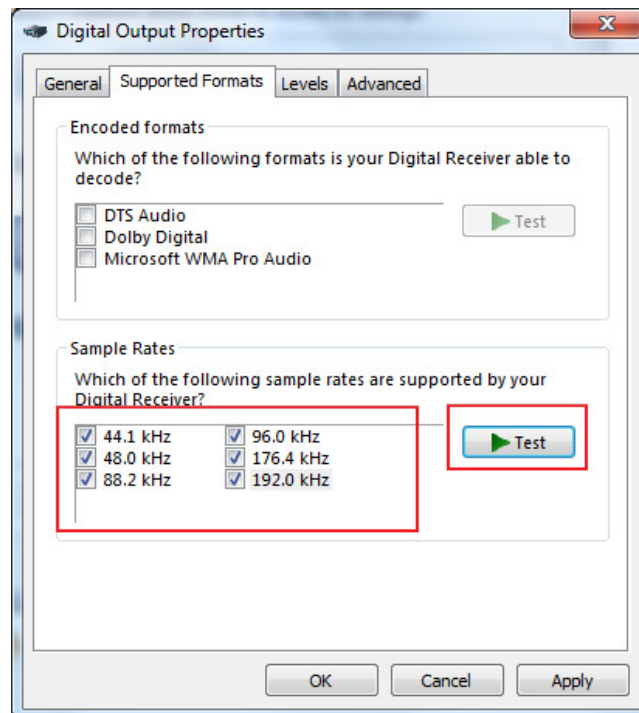 Digital Output Properties
General Supported Formats Levels Advanced
Encoded formats
Which of the following formats is your Digital Receiver able to
decode?
DTS Audio
Dolby Digital
Microsoft WMA Pro Audio
Test
Sample Rates
Which of the following sample rates are supported by your
Digital Receiver?
44.1 kHz 96.0 kHz
48.0 kHz 176.4 kHz
88.2 kHz 192.0 kHz
Test
OK Cancel Apply